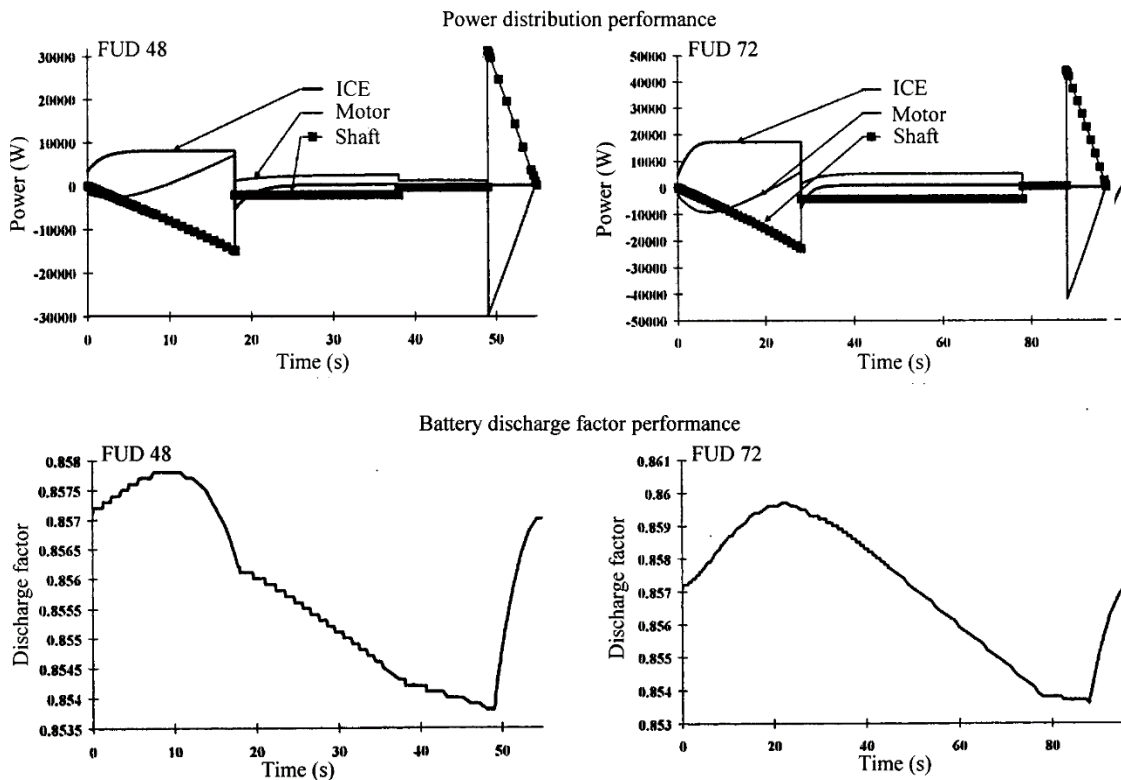 Power distribution performance
FUD 48
30000
20000
10000
0
-10000
-20000
-30000
Power (W)
ICE
Motor
Shaft
0 10 20 30 40 50
Time (s)
FUD 72
50000
40000
30000
20000
10000
0
-10000
-20000
-30000
-40000
-50000
Power (W)
ICE
Motor
Shaft
0 20 40 60 80
Time (s)
Battery discharge factor performance
FUD 48
0.858
0.8575
0.857
0.8565
0.856
0.8555
0.855
0.8545
0.854
0.8535
Discharge factor
0 10 20 30 40 50
Time (s)
FUD 72
0.861
0.86
0.859
0.858
0.857
0.856
0.855
0.854
0.853
Discharge factor
0 20 40 60 80
Time (s)